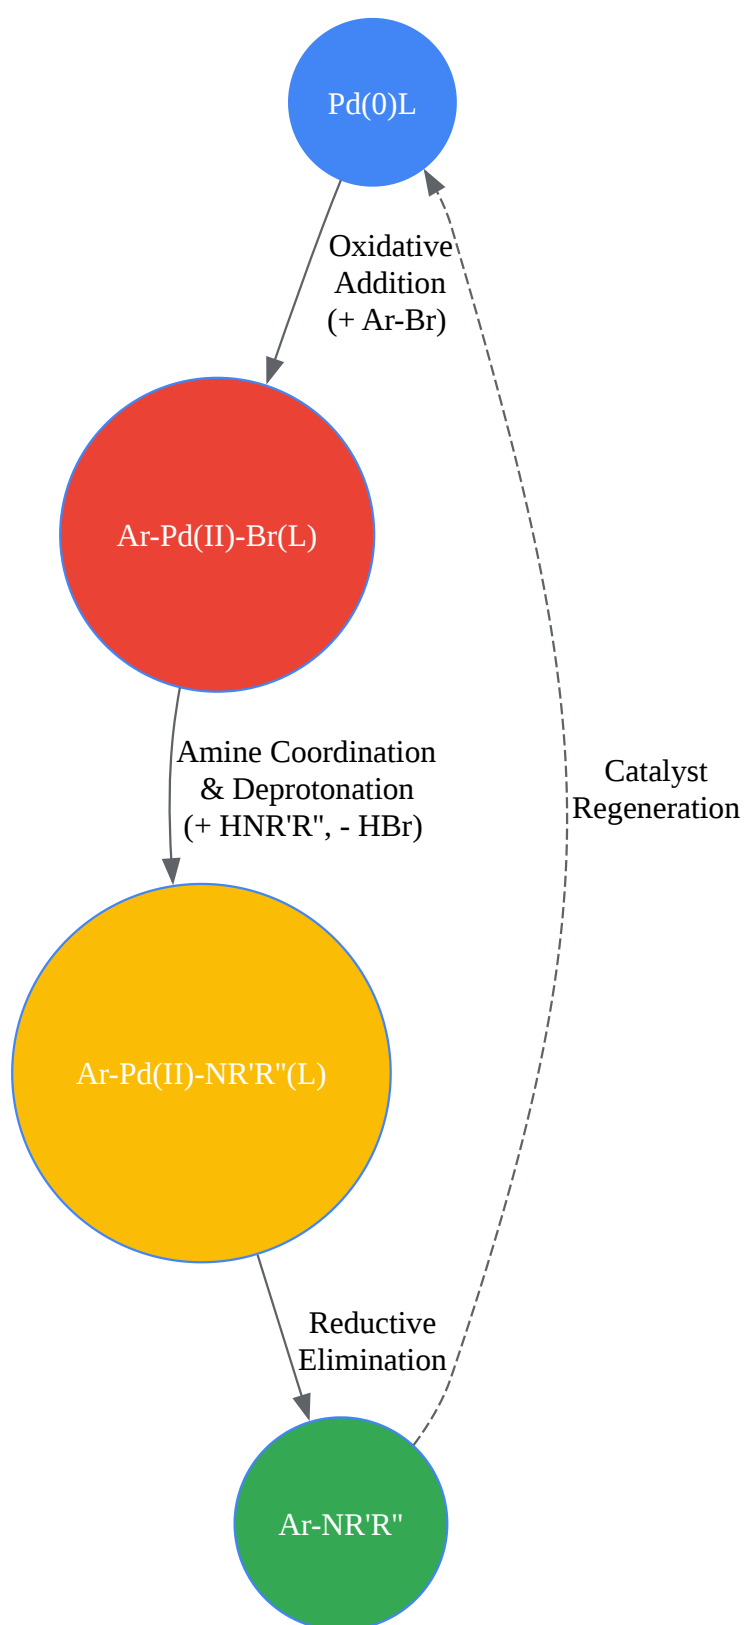 Pd(0)L
Oxidative
Addition
(+ Ar-Br)
Ar-Pd(II)-Br(L)
Amine Coordination
& Deprotonation
(+ HNR'R", - HBr)
Catalyst
Regeneration
Ar-Pd(II)-NR'R"(L)
Reductive
Elimination
Ar-NR'R"